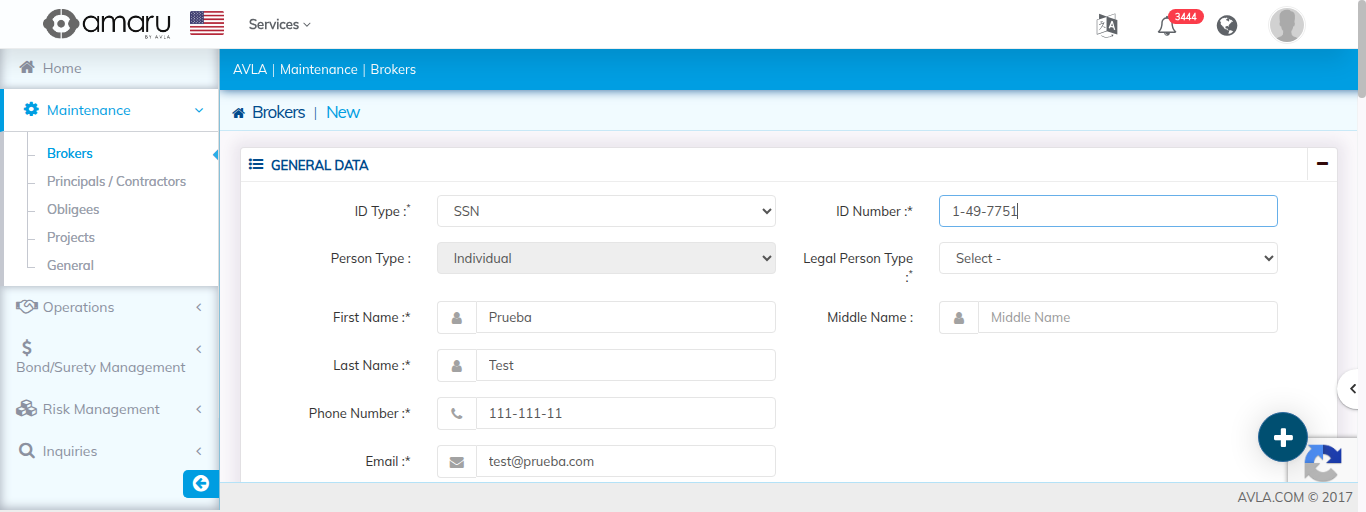 amaru
BY AVLA
Services
3444
Home
AVLA | Maintenance | Brokers
Maintenance
Brokers | New
Brokers
Principals / Contractors
Obligees
Projects
General
Operations
Bond/Surety Management
Risk Management
Inquiries
GENERAL DATA
ID Type :* SSN
ID Number :* 1-49-7751
Person Type : Individual
Legal Person Type :* Select -
First Name :* Prueba
Middle Name : Middle Name
Last Name :* Test
Phone Number :* 111-111-11
Email :* test@prueba.com
AVLA.COM © 2017